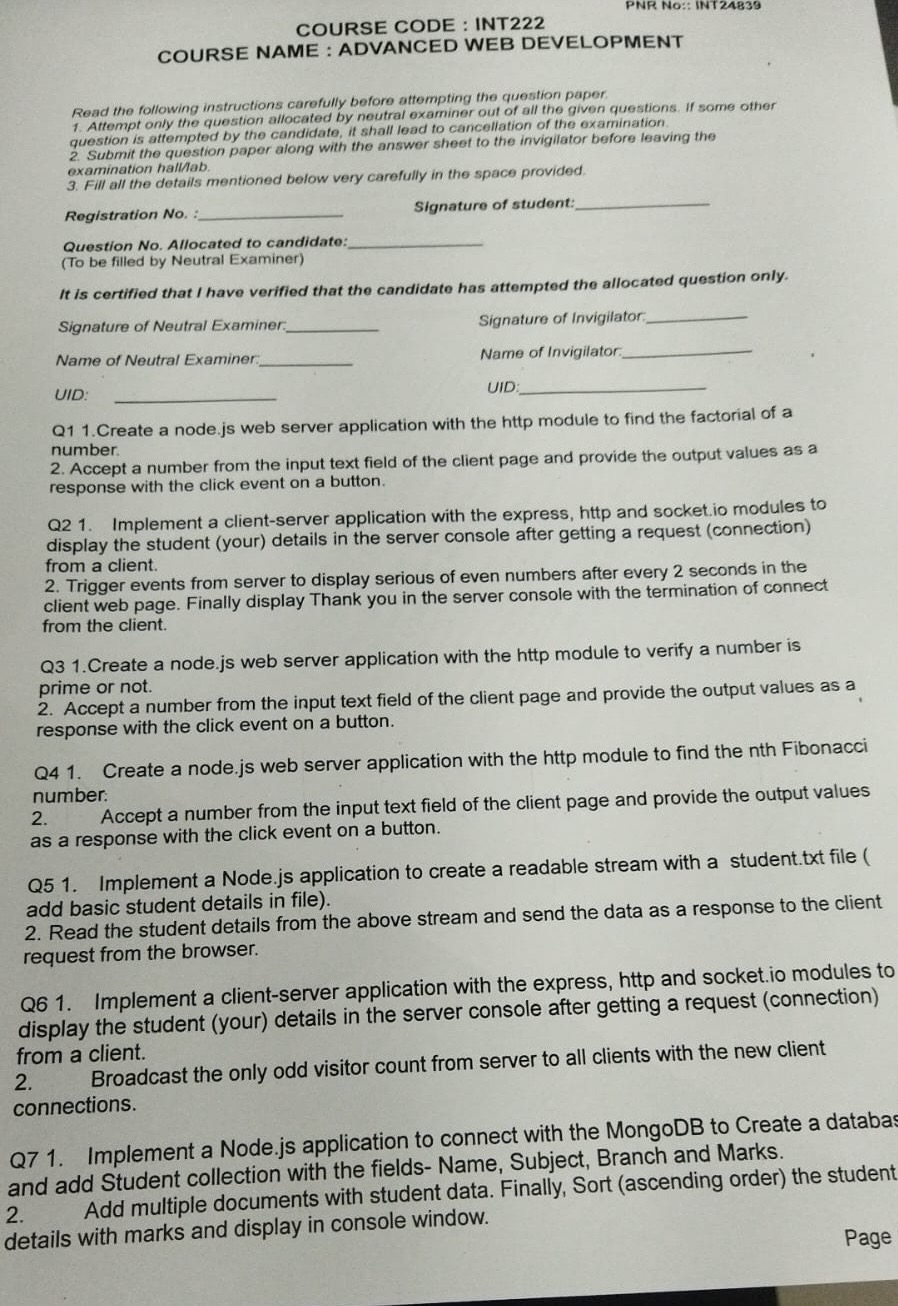 PNR No:: INT24839
COURSE CODE : INT222
COURSE NAME : ADVANCED WEB DEVELOPMENT
Read the following instructions carefully before attempting the question paper.
1. Attempt only the question allocated by neutral examiner out of all the given questions. If some other
question is attempted by the candidate, it shall lead to cancellation of the examination.
2. Submit the question paper along with the answer sheet to the invigilator before leaving the
examination hall/lab.
3. Fill all the details mentioned below very carefully in the space provided.
Registration No. :_______________ Signature of student:_______________
Question No. Allocated to candidate:_______________
(To be filled by Neutral Examiner)
It is certified that I have verified that the candidate has attempted the allocated question only.
Signature of Neutral Examiner:__________ Signature of Invigilator:__________
Name of Neutral Examiner:__________ Name of Invigilator:______________
UID: __________________ UID:____________________
Q1 1.Create a node.js web server application with the http module to find the factorial of a
number.
2. Accept a number from the input text field of the client page and provide the output values as a
response with the click event on a button.
Q2 1. Implement a client-server application with the express, http and socket.io modules to
display the student (your) details in the server console after getting a request (connection)
from a client.
2. Trigger events from server to display serious of even numbers after every 2 seconds in the
client web page. Finally display Thank you in the server console with the termination of connect
from the client.
Q3 1.Create a node.js web server application with the http module to verify a number is
prime or not.
2. Accept a number from the input text field of the client page and provide the output values as a
response with the click event on a button.
Q4 1. Create a node.js web server application with the http module to find the nth Fibonacci
number.
2. Accept a number from the input text field of the client page and provide the output values
as a response with the click event on a button.
Q5 1. Implement a Node.js application to create a readable stream with a student.txt file (
add basic student details in file).
2. Read the student details from the above stream and send the data as a response to the client
request from the browser.
Q6 1. Implement a client-server application with the express, http and socket.io modules to
display the student (your) details in the server console after getting a request (connection)
from a client.
2. Broadcast the only odd visitor count from server to all clients with the new client
connections.
Q7 1. Implement a Node.js application to connect with the MongoDB to Create a databas
and add Student collection with the fields- Name, Subject, Branch and Marks.
2. Add multiple documents with student data. Finally, Sort (ascending order) the student
details with marks and display in console window.
Page